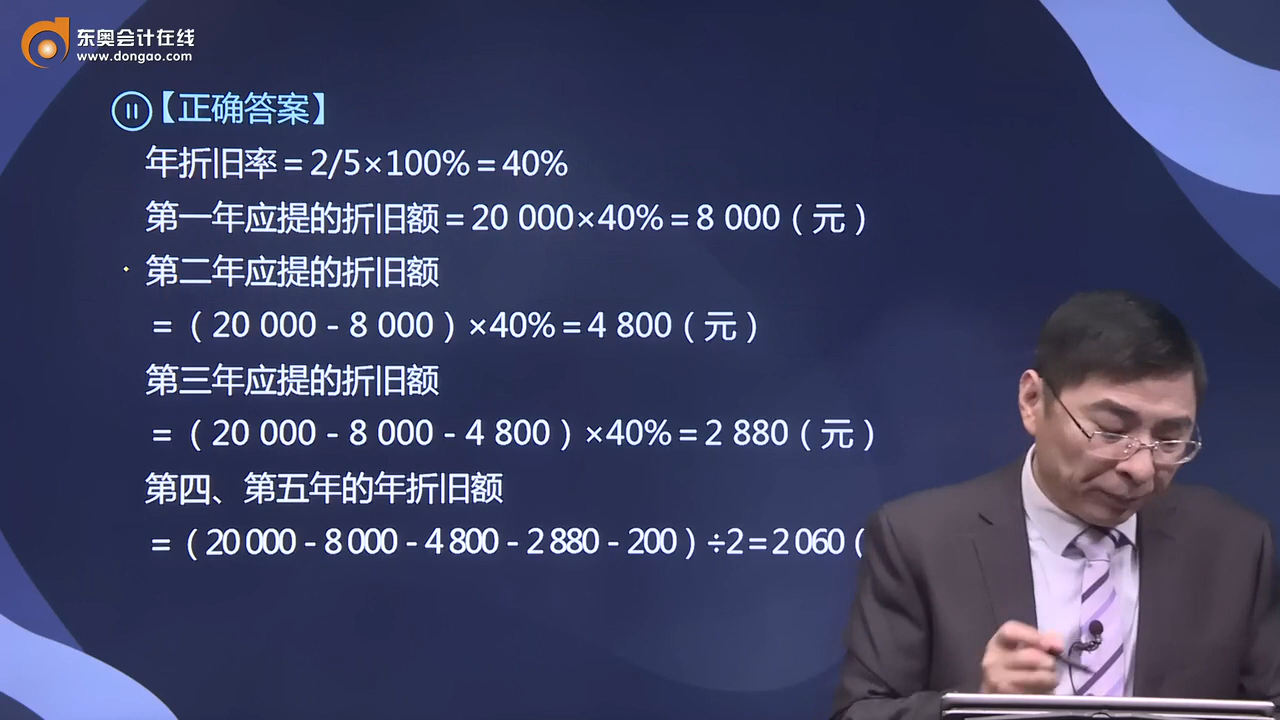 东奥会计在线
www.dongao.com
【正确答案】
年折旧率＝2/5×100%＝40%
第一年应提的折旧额＝20 000×40%＝8 000（元）
第二年应提的折旧额
＝（20 000－8 000）×40%＝4 800（元）
第三年应提的折旧额
＝（20 000－8 000－4 800）×40%＝2 880（元）
第四、第五年的年折旧额
＝（20 000－8 000－4 800－2 880－200）÷2＝2 060（